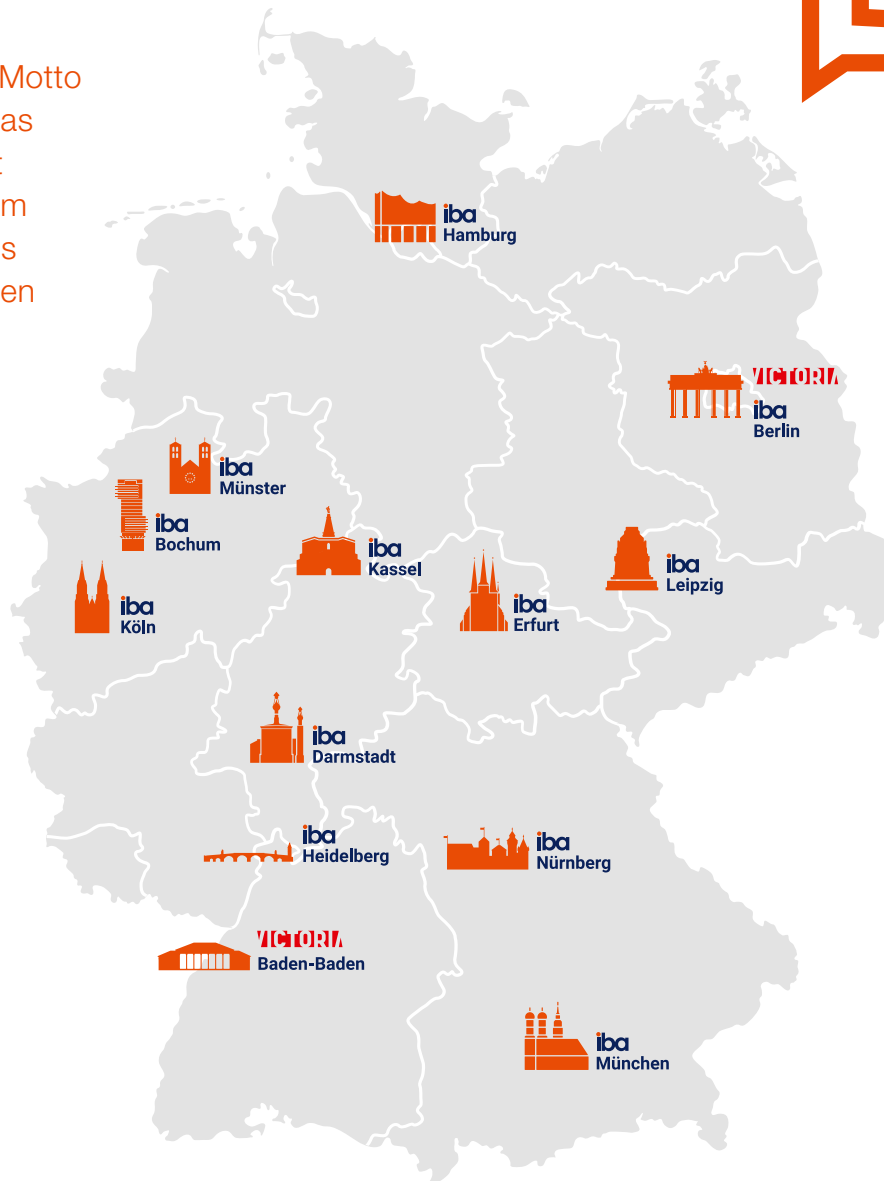 Motto
as
m
s
en
iba
Hamburg
VICTORIA
iba
Berlin
iba
Münster
iba
Bochum
iba
Kassel
iba
Leipzig
iba
Köln
iba
Erfurt
iba
Darmstadt
iba
Heidelberg
iba
Nürnberg
VICTORIA
Baden-Baden
iba
München